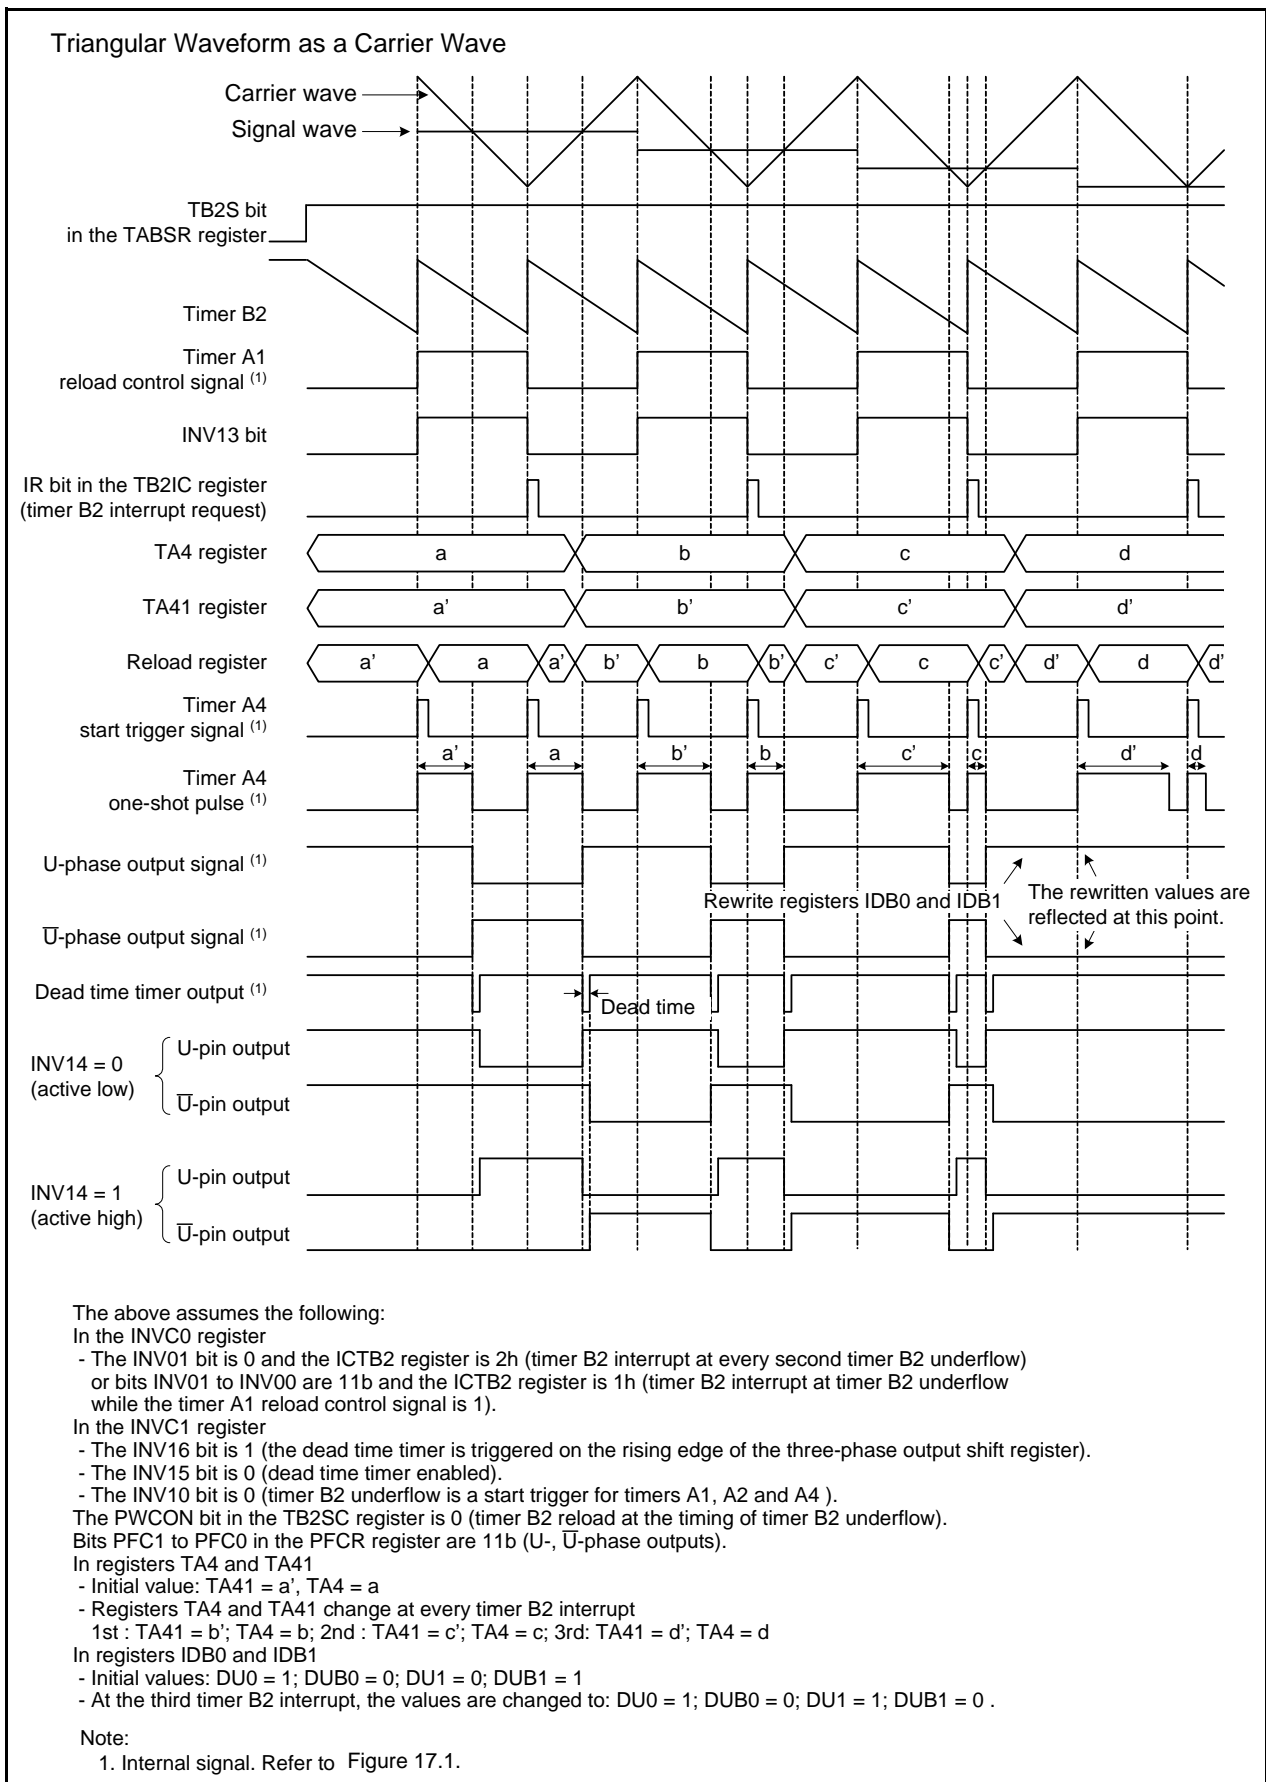 Triangular Waveform as a Carrier Wave
Carrier wave
Signal wave
TB2S bit
in the TABSR register
Timer B2
Timer A1
reload control signal (1)
INV13 bit
IR bit in the TB2IC register
(timer B2 interrupt request)
TA4 register
a b c d
TA41 register
a' b' c' d'
Reload register
a' a a' b' b b' c' c c' d' d d'
Timer A4
start trigger signal (1)
a' a b' b c' c d' d
Timer A4
one-shot pulse (1)
U-phase output signal (1)
Rewrite registers IDB0 and IDB1
The rewritten values are
reflected at this point.
U̅-phase output signal (1)
Dead time timer output (1)
Dead time
INV14 = 0
(active low)
U-pin output
U̅-pin output
INV14 = 1
(active high)
U-pin output
U̅-pin output
The above assumes the following:
In the INVC0 register
- The INV01 bit is 0 and the ICTB2 register is 2h (timer B2 interrupt at every second timer B2 underflow)
or bits INV01 to INV00 are 11b and the ICTB2 register is 1h (timer B2 interrupt at timer B2 underflow
while the timer A1 reload control signal is 1).
In the INVC1 register
- The INV16 bit is 1 (the dead time timer is triggered on the rising edge of the three-phase output shift register).
- The INV15 bit is 0 (dead time timer enabled).
- The INV10 bit is 0 (timer B2 underflow is a start trigger for timers A1, A2 and A4 ).
The PWCON bit in the TB2SC register is 0 (timer B2 reload at the timing of timer B2 underflow).
Bits PFC1 to PFC0 in the PFCR register are 11b (U-, U̅-phase outputs).
In registers TA4 and TA41
- Initial value: TA41 = a', TA4 = a
- Registers TA4 and TA41 change at every timer B2 interrupt
1st : TA41 = b'; TA4 = b; 2nd : TA41 = c'; TA4 = c; 3rd: TA41 = d'; TA4 = d
In registers IDB0 and IDB1
- Initial values: DU0 = 1; DUB0 = 0; DU1 = 0; DUB1 = 1
- At the third timer B2 interrupt, the values are changed to: DU0 = 1; DUB0 = 0; DU1 = 1; DUB1 = 0 .
Note:
1. Internal signal. Refer to Figure 17.1.